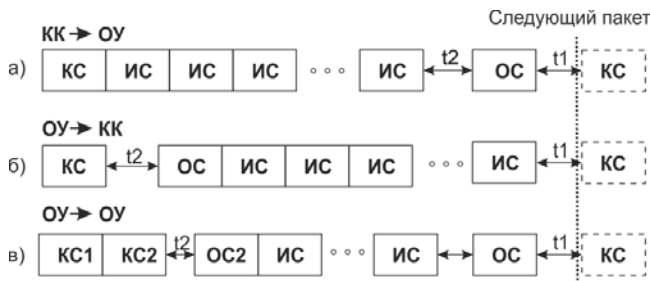 Следующий пакет
КК → ОУ
а) КС ИС ИС ИС ИС t2 ОС t1 КС
ОУ → КК
б) КС t2 ОС ИС ИС ИС ИС t1 КС
ОУ → ОУ
в) КС1 КС2 t2 ОС2 ИС ИС ОС t1 КС